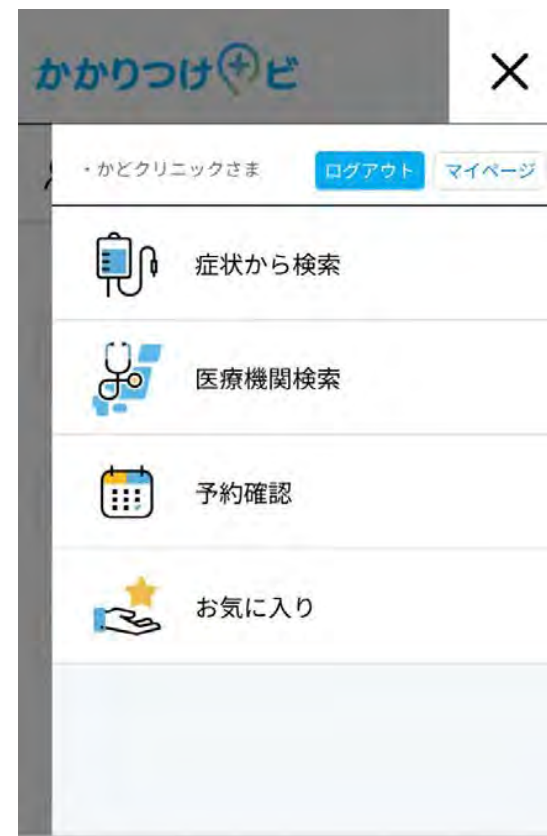 かかりつけナビ
・かどクリニックさま ログアウト マイページ
症状から検索
医療機関検索
予約確認
お気に入り